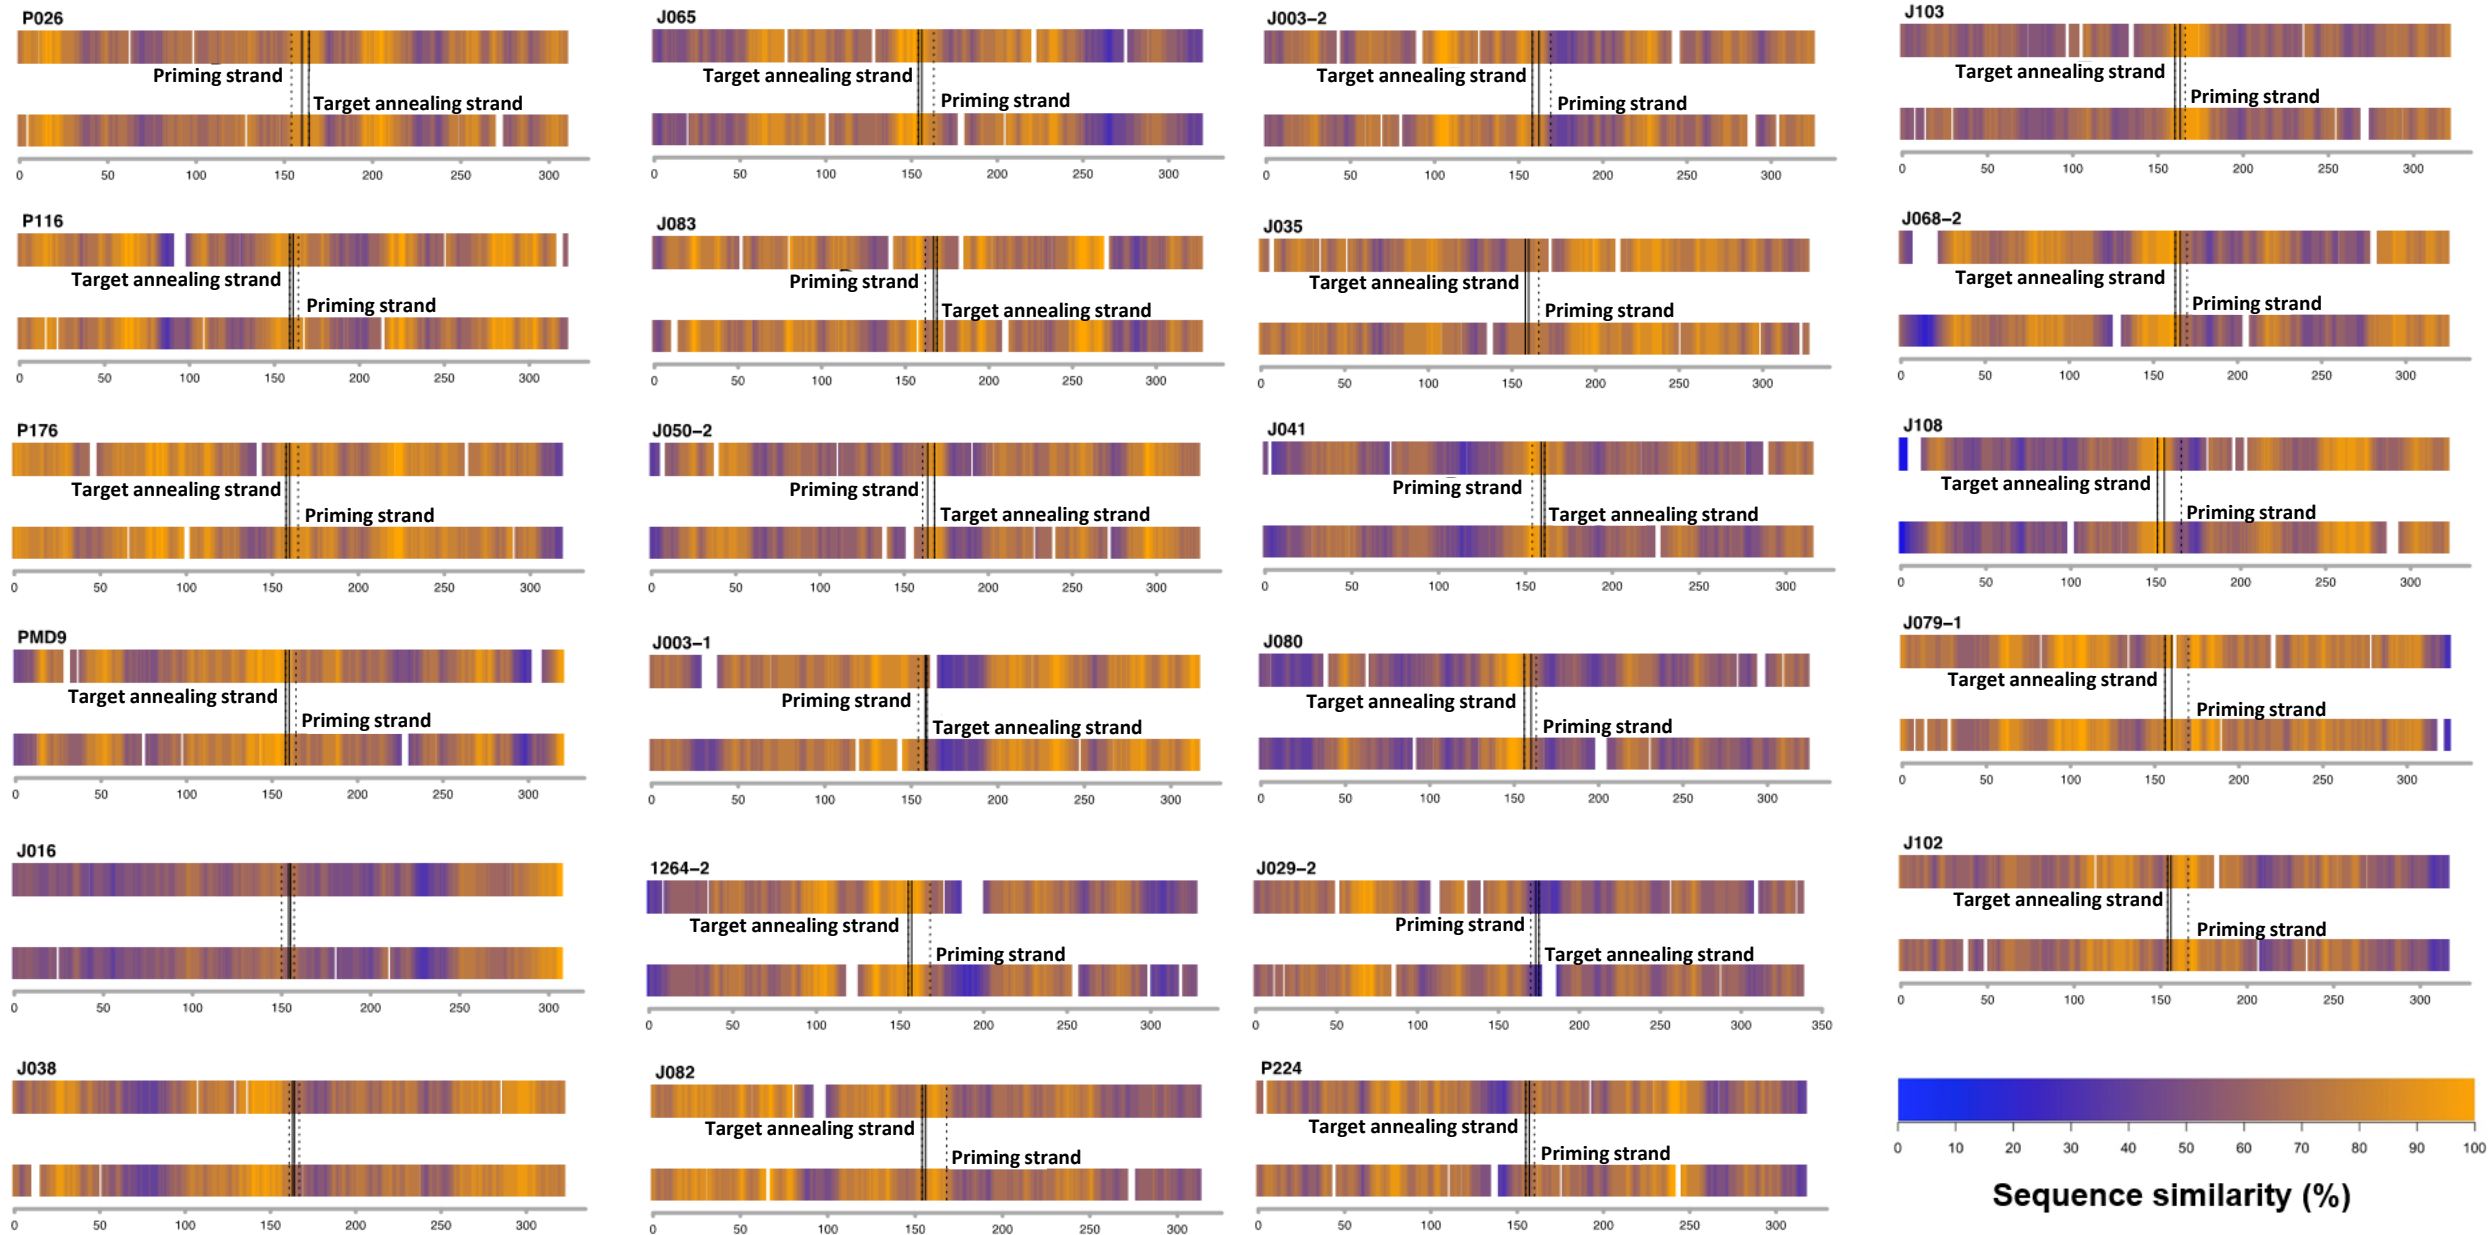 P026
Priming strand
Target annealing strand
0 50 100 150 200 250 300
J065
Target annealing strand
Priming strand
0 50 100 150 200 250 300
J003-2
Target annealing strand
Priming strand
0 50 100 150 200 250 300
J103
Target annealing strand
Priming strand
0 50 100 150 200 250 300
P116
Target annealing strand
Priming strand
0 50 100 150 200 250 300
J083
Priming strand
Target annealing strand
0 50 100 150 200 250 300
J035
Target annealing strand
Priming strand
0 50 100 150 200 250 300
J068-2
Target annealing strand
Priming strand
0 50 100 150 200 250 300
P176
Target annealing strand
Priming strand
0 50 100 150 200 250 300
J050-2
Priming strand
Target annealing strand
0 50 100 150 200 250 300
J041
Priming strand
Target annealing strand
0 50 100 150 200 250 300
J108
Target annealing strand
Priming strand
0 50 100 150 200 250 300
PMD9
Target annealing strand
Priming strand
0 50 100 150 200 250 300
J003-1
Priming strand
Target annealing strand
0 50 100 150 200 250 300
J080
Target annealing strand
Priming strand
0 50 100 150 200 250 300
J079-1
Target annealing strand
Priming strand
0 50 100 150 200 250 300
J016
0 50 100 150 200 250 300
1264-2
Target annealing strand
Priming strand
0 50 100 150 200 250 300
J029-2
Priming strand
Target annealing strand
0 50 100 150 200 250 300 350
J102
Target annealing strand
Priming strand
0 50 100 150 200 250 300
J038
0 50 100 150 200 250 300
J082
Target annealing strand
Priming strand
0 50 100 150 200 250 300
P224
Target annealing strand
Priming strand
0 50 100 150 200 250 300
0 10 20 30 40 50 60 70 80 90 100
Sequence similarity (%)